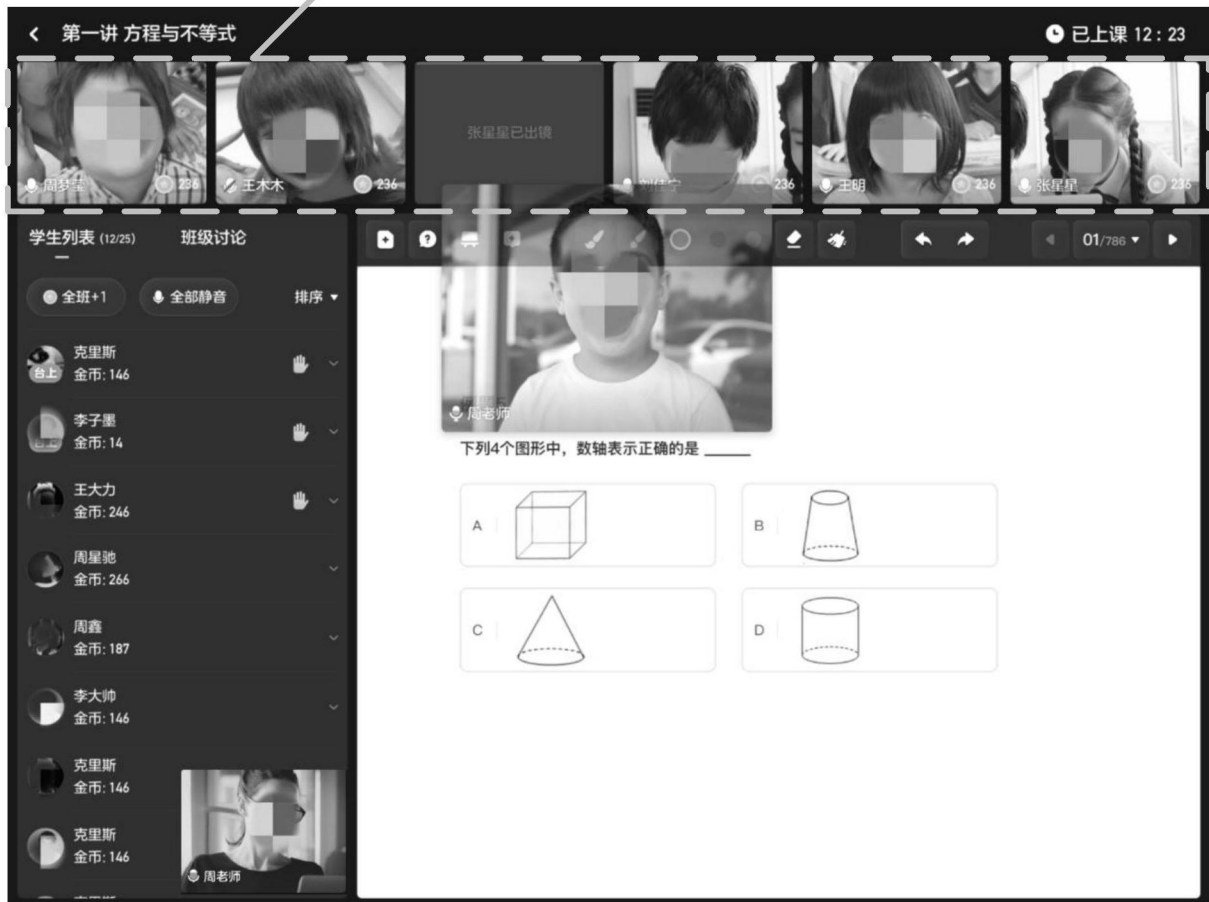 第一讲 方程与不等式
已上课 12 : 23
周梦莹 236
王木木 236
张星星已出镜
刘佳宁 236
王明 236
张星星 236
学生列表 (12/25) 班级讨论
01/786
全班+1 全部静音 排序
克里斯
台上
金币: 146
李子墨
金币: 14
王大力
金币: 246
周星驰
金币: 266
周鑫
金币: 187
李大帅
金币: 146
克里斯
金币: 146
克里斯
金币: 146
周老师
周老师
下列4个图形中，数轴表示正确的是 ______
A
B
C
D